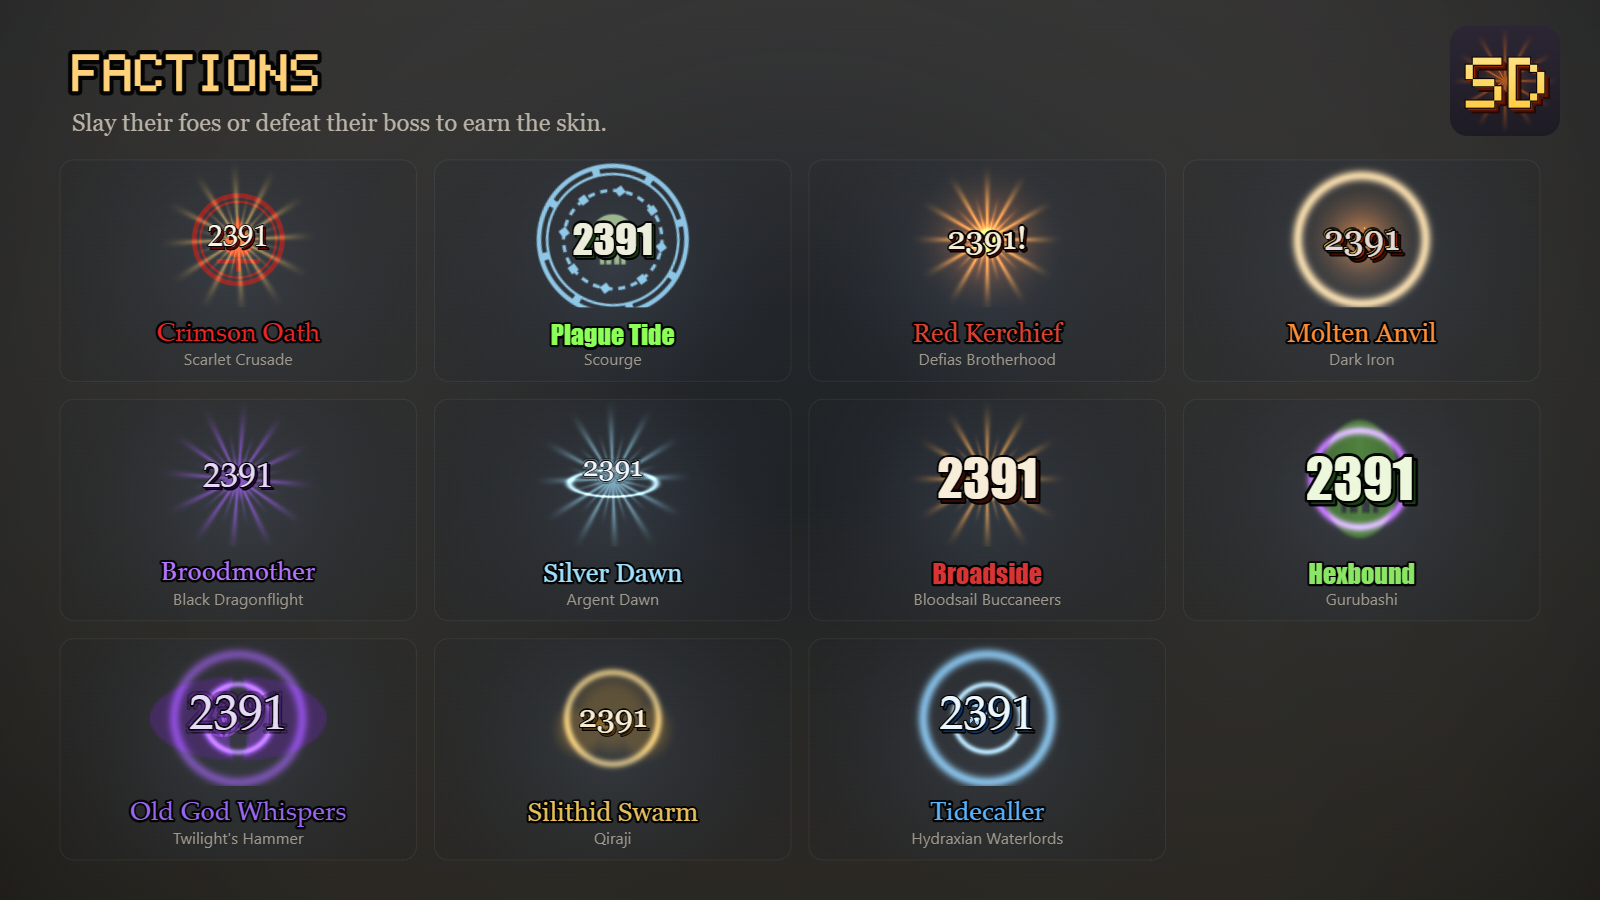 FACTIONS
SD
Slay their foes or defeat their boss to earn the skin.
2391
Crimson Oath
Scarlet Crusade
2391
Plague Tide
Scourge
2391!
Red Kerchief
Defias Brotherhood
2391
Molten Anvil
Dark Iron
2391
Broodmother
Black Dragonflight
2391
Silver Dawn
Argent Dawn
2391
Broadside
Bloodsail Buccaneers
2391
Hexbound
Gurubashi
2391
Old God Whispers
Twilight's Hammer
2391
Silithid Swarm
Qiraji
2391
Tidecaller
Hydraxian Waterlords